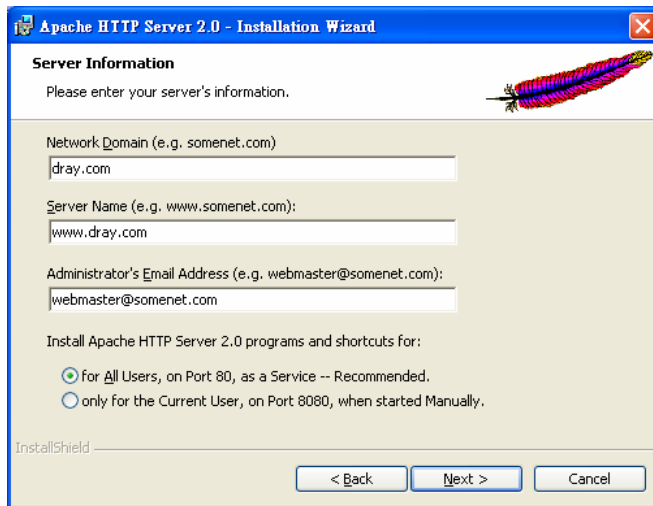 Apache HTTP Server 2.0 - Installation Wizard
Server Information
Please enter your server's information.
Network Domain (e.g. somenet.com)
dray.com
Server Name (e.g. www.somenet.com):
www.dray.com
Administrator's Email Address (e.g. webmaster@somenet.com):
webmaster@somenet.com
Install Apache HTTP Server 2.0 programs and shortcuts for:
for All Users, on Port 80, as a Service -- Recommended.
only for the Current User, on Port 8080, when started Manually.
InstallShield
< Back Next > Cancel